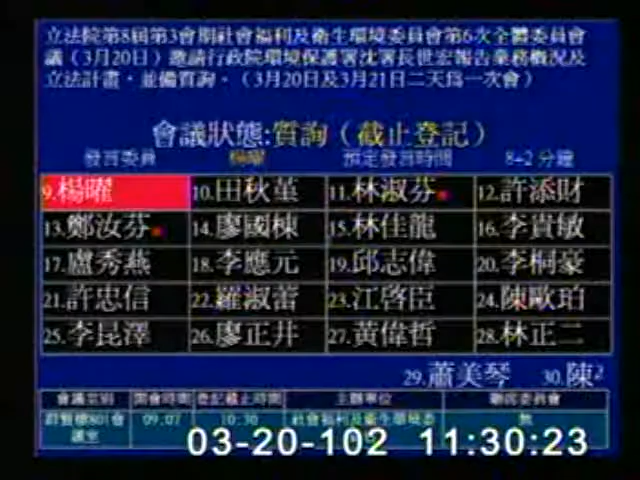 立法院第8屆第3會期社會福利及衛生環境委員會第6次全體委員會
議（3月20日）邀請行政院環境保護署沈署長世宏報告業務概況及
立法計畫，並備質詢。（3月20日及3月21日二天為一次會）
會議狀態:質詢（截止登記）
發言委員 楊曜 預定發言時間 8+2 分鐘
9.楊曜 10.田秋堇 11.林淑芬 12.許添財
13.鄭汝芬 14.廖國棟 15.林佳龍 16.李貴敏
17.盧秀燕 18.李應元 19.邱志偉 20.李桐豪
21.許忠信 22.羅淑蕾 23.江啓臣 24.陳歐珀
25.李昆澤 26.廖正井 27.黃偉哲 28.林正二
29.蕭美琴 30.陳
會議室別 開會時間 登記截止時間 主辦單位 聯席委員會
群賢樓801會 09:07 10:30 社會福利及衛生環境委 無
議室
03-20-102 11:30:23